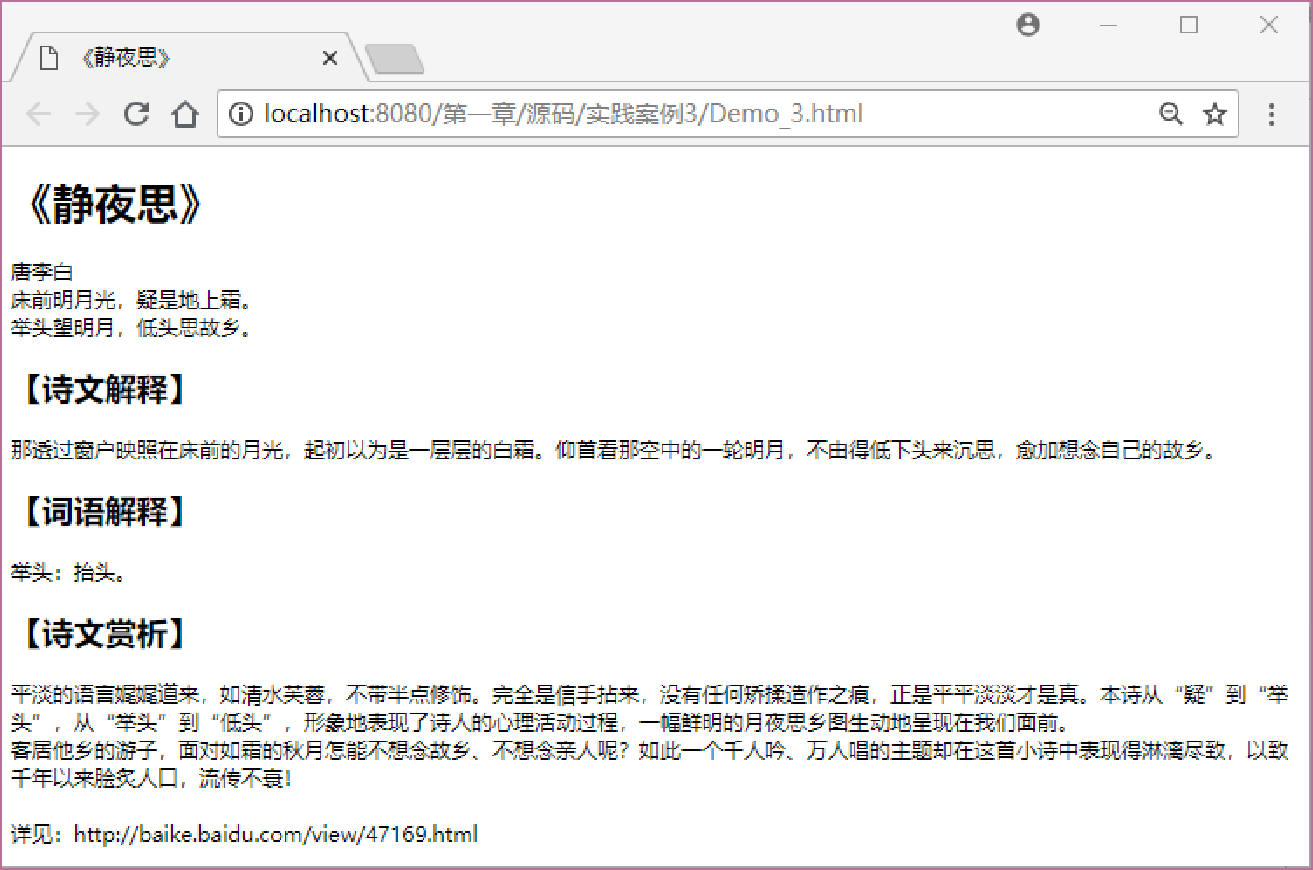 《静夜思》
localhost:8080/第一章/源码/实践案例3/Demo_3.html
《静夜思》
唐李白
床前明月光，疑是地上霜。
举头望明月，低头思故乡。
【诗文解释】
那透过窗户映照在床前的月光，起初以为是一层层的白霜。仰首看那空中的一轮明月，不由得低下头来沉思，愈加想念自己的故乡。
【词语解释】
举头：抬头。
【诗文赏析】
平淡的语言娓娓道来，如清水芙蓉，不带半点修饰。完全是信手拈来，没有任何矫揉造作之痕，正是平平淡淡才是真。本诗从“疑”到“举
头”，从“举头”到“低头”，形象地表现了诗人的心理活动过程，一幅鲜明的月夜思乡图生动地呈现在我们面前。
客居他乡的游子，面对如霜的秋月怎能不想念故乡、不想念亲人呢？如此一个千人吟、万人唱的主题却在这首小诗中表现得淋漓尽致，以致
千年以来脍炙人口，流传不衰！
详见：http://baike.baidu.com/view/47169.html